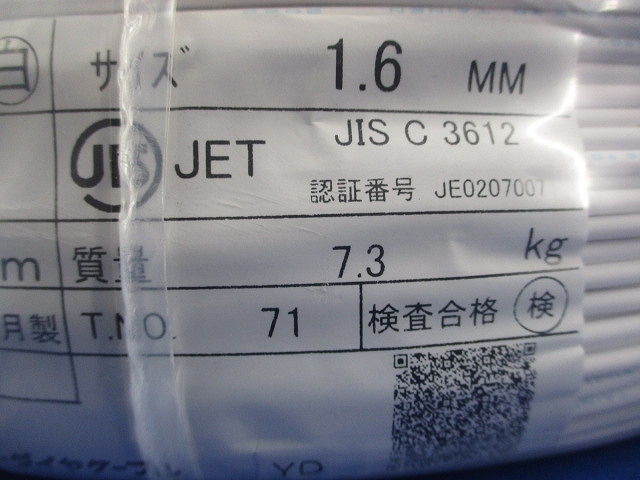 白 サイズ 1.6 MM
JIS JET JIS C 3612
認証番号 JE0207007
m 質量 7.3 kg
月製 T.NO. 71 検査合格 検
YD